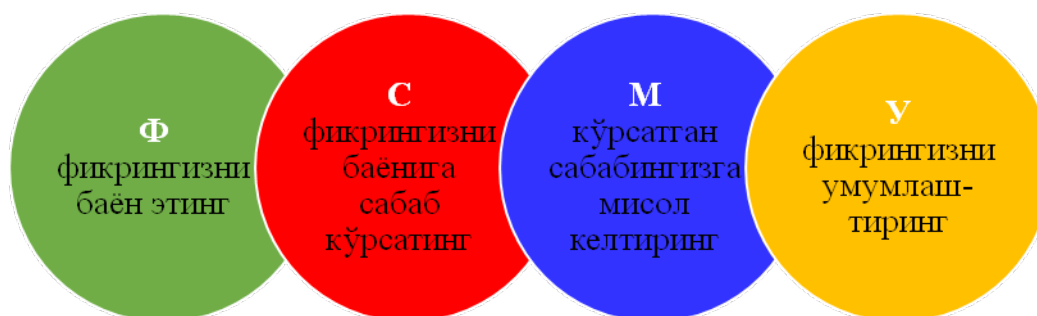 Ф
фикрингизни
баён этинг
С
фикрингизни
баёнига
сабаб
кўрсатинг
М
кўрсатган
сабабингизга
мисол
келтиринг
У
фикрингизни
умумлаш-
тиринг